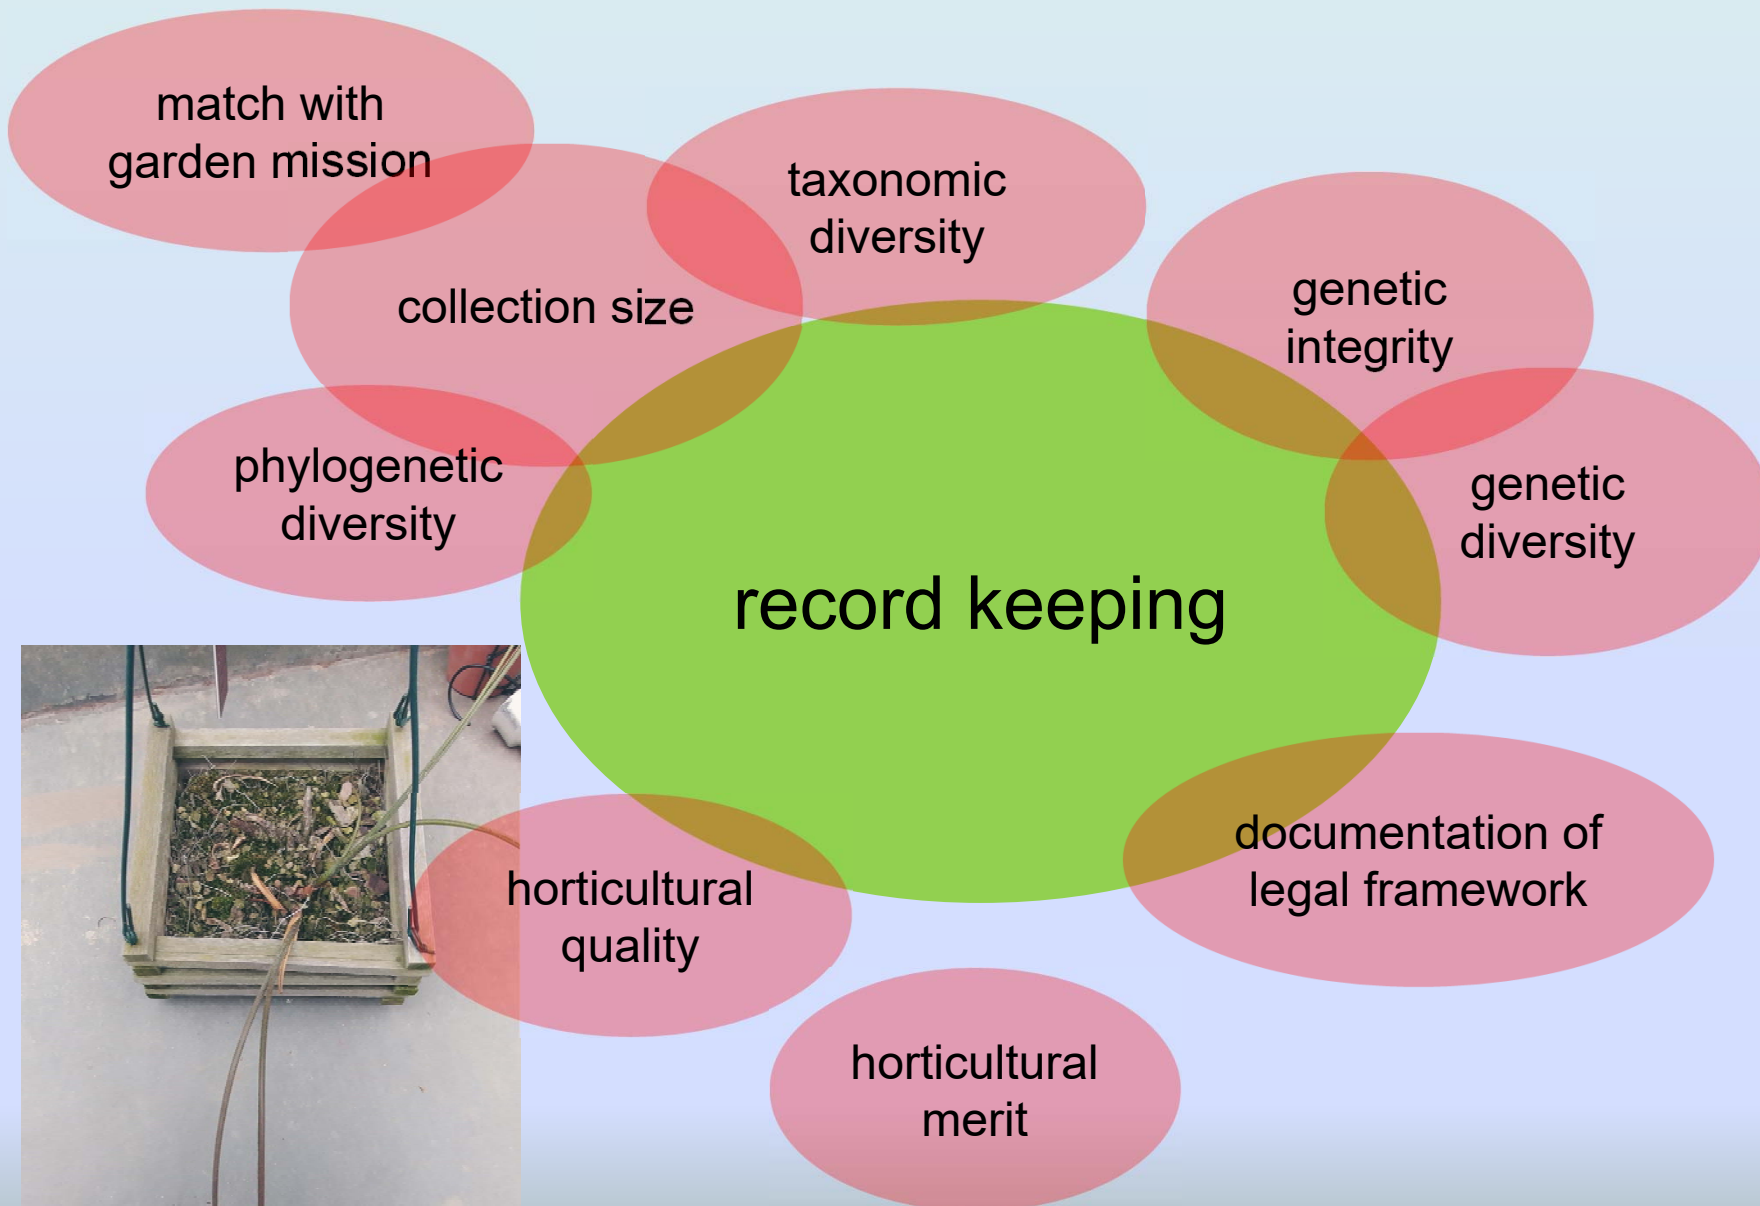 match with
garden mission
taxonomic
diversity
collection size
genetic
integrity
phylogenetic
diversity
genetic
diversity
record keeping
documentation of
legal framework
horticultural
quality
horticultural
merit